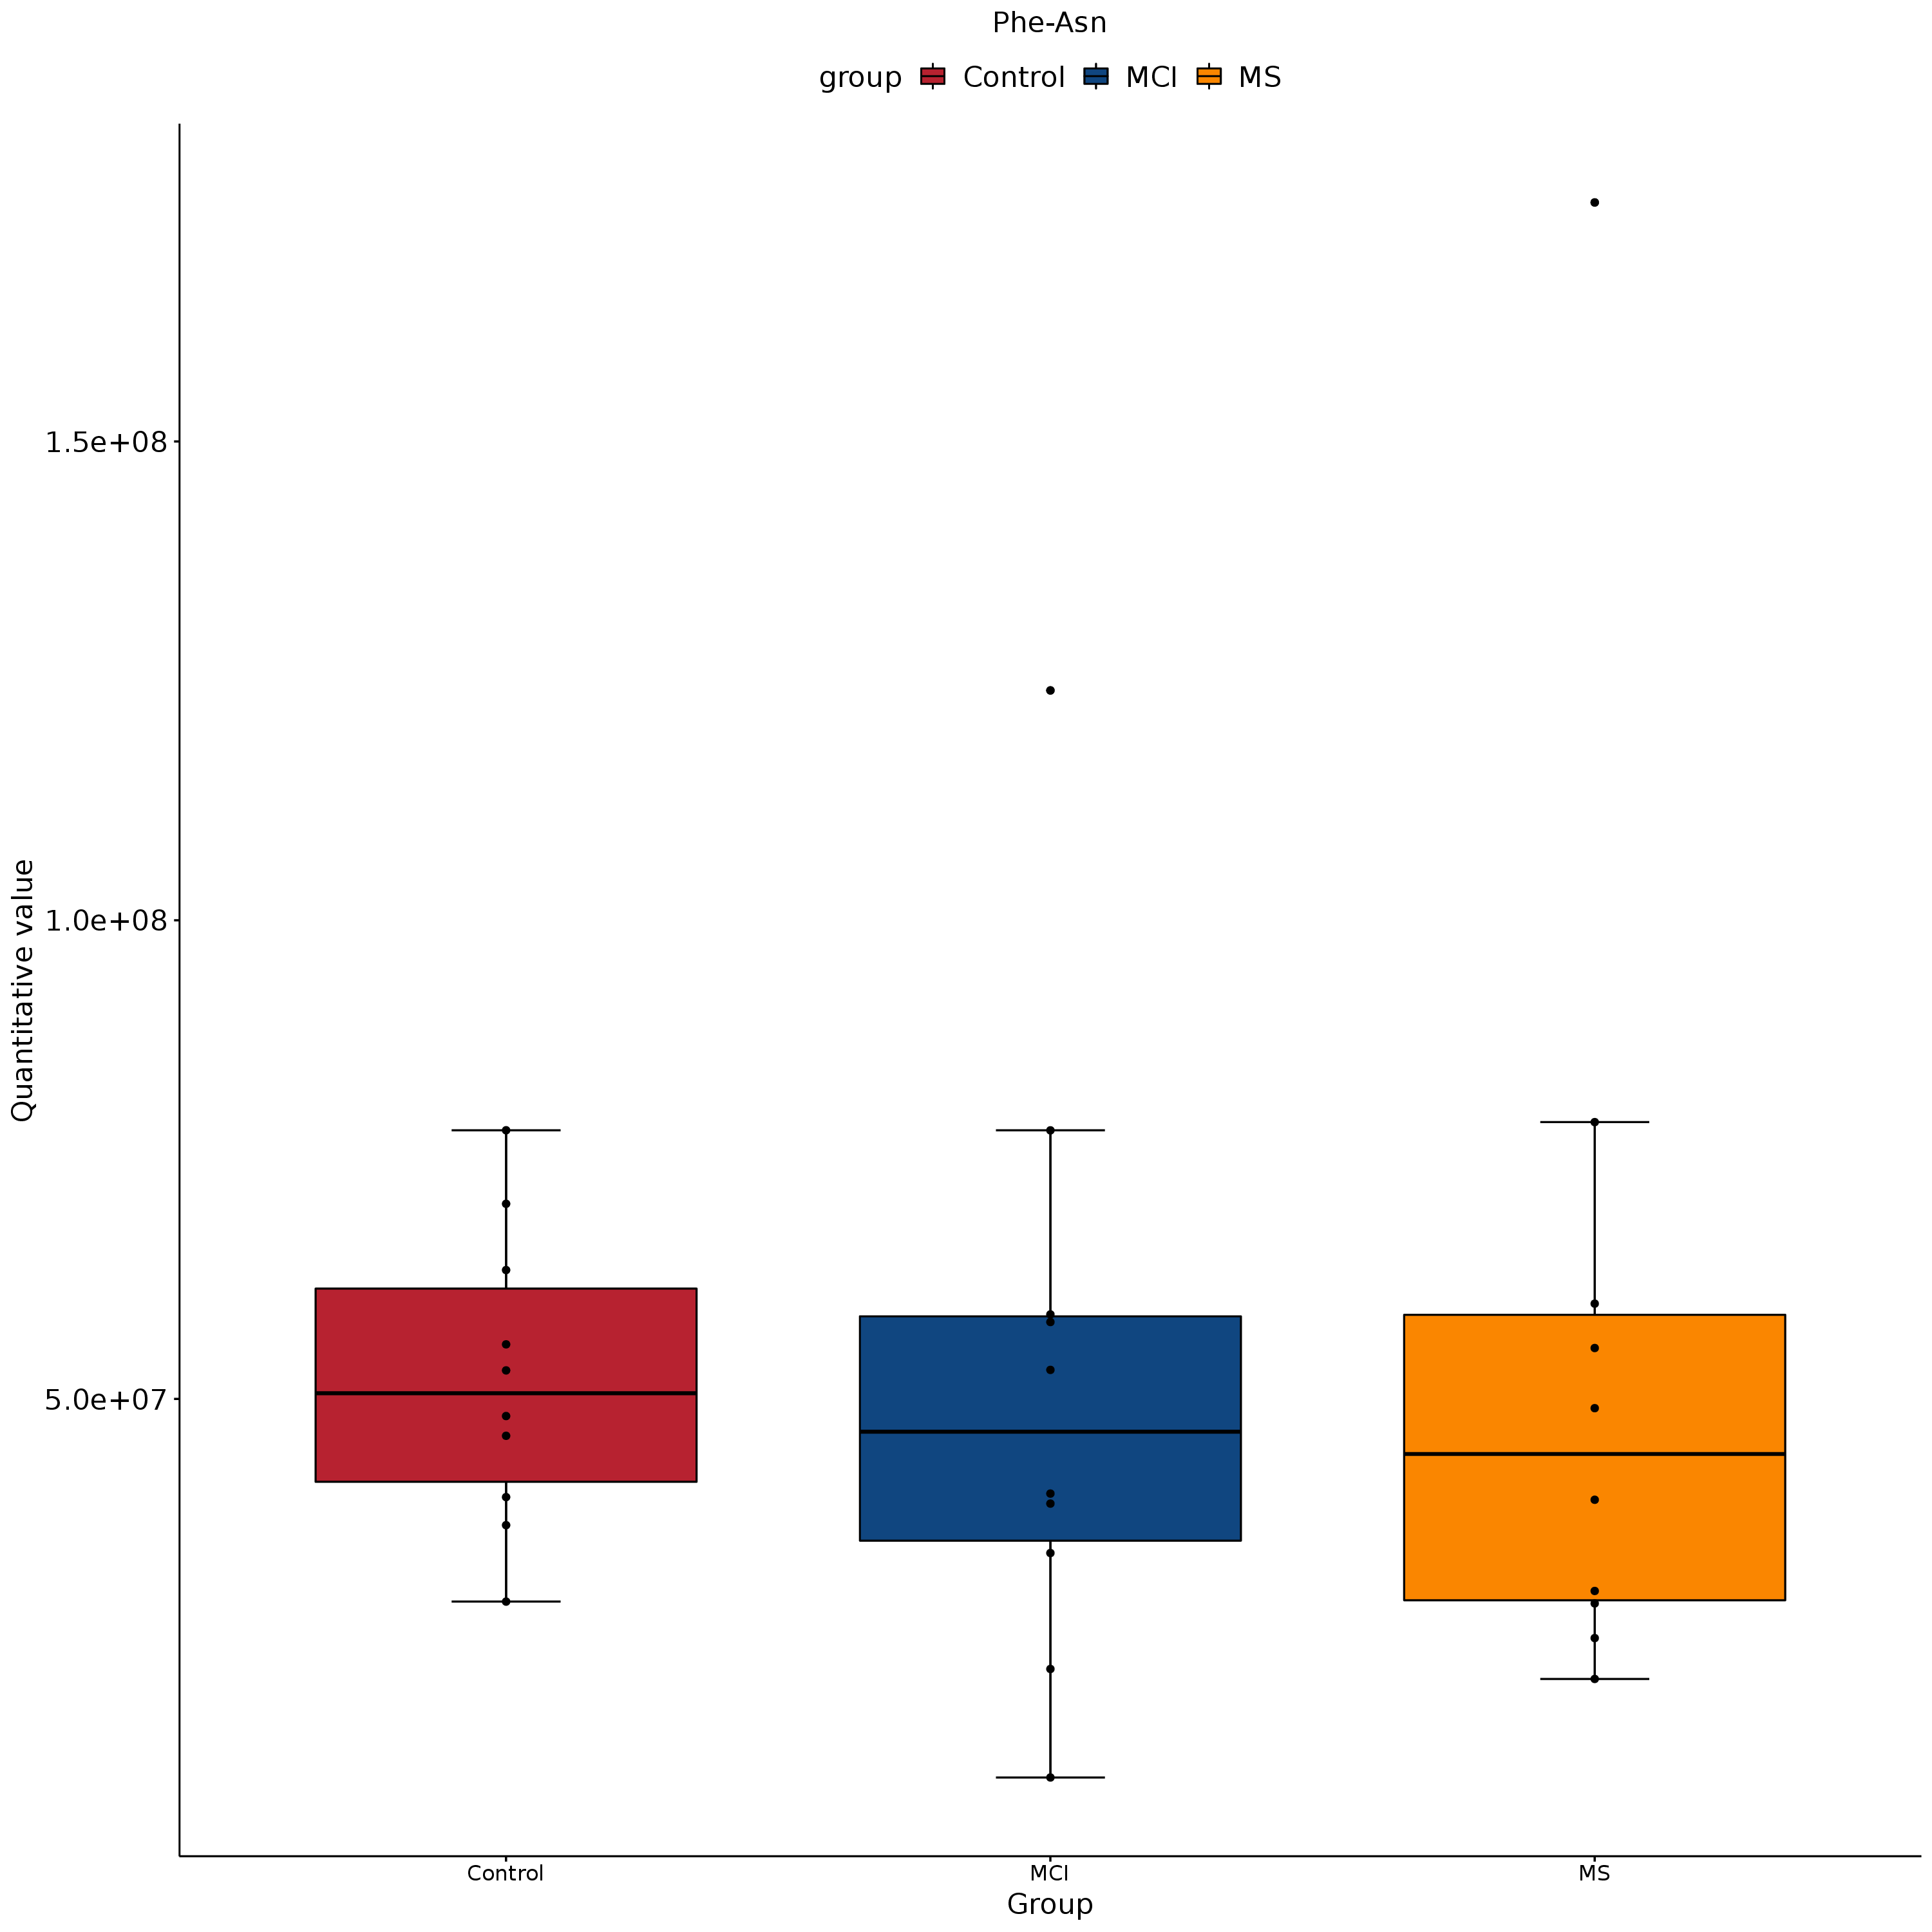 Phe-Asn
group Control MCI MS
Quantitative value
1.5e+08
1.0e+08
5.0e+07
Control MCI MS
Group